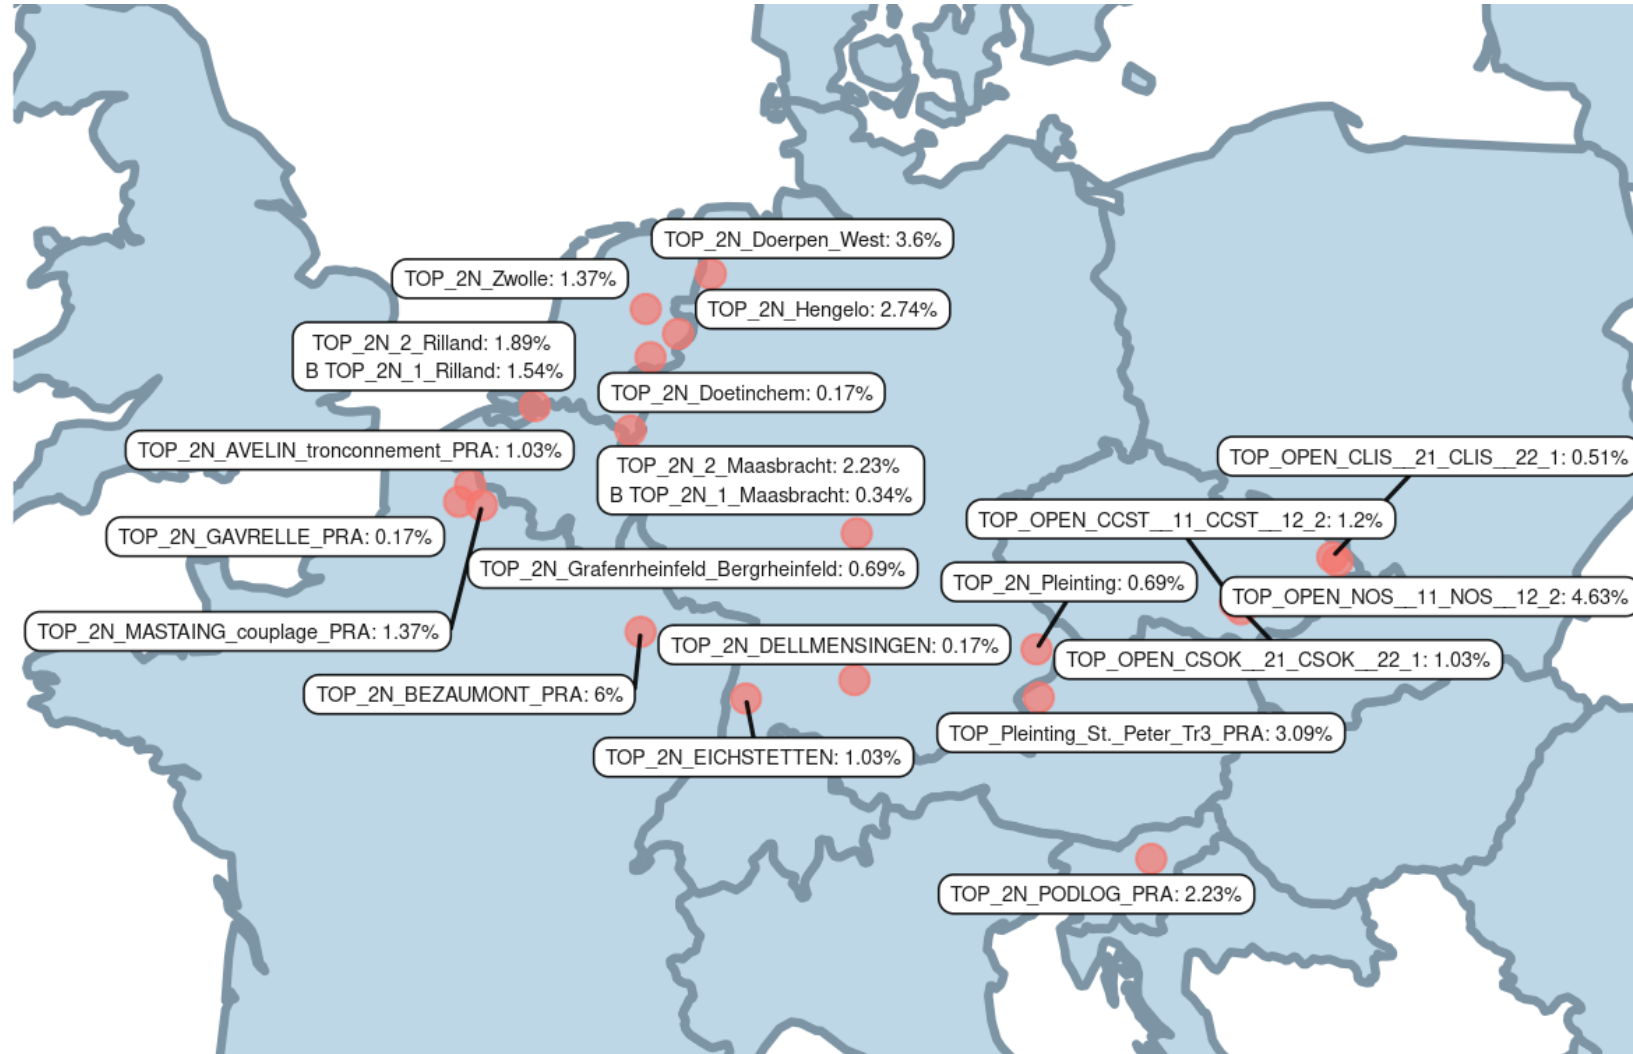 TOP_2N_Doerpen_West: 3.6%
TOP_2N_Zwolle: 1.37%
TOP_2N_Hengelo: 2.74%
TOP_2N_2_Rilland: 1.89%
B TOP_2N_1_Rilland: 1.54%
TOP_2N_Doetinchem: 0.17%
TOP_2N_AVELIN_tronconnement_PRA: 1.03%
TOP_OPEN_CLIS__21_CLIS__22_1: 0.51%
TOP_2N_2_Maasbracht: 2.23%
B TOP_2N_1_Maasbracht: 0.34%
TOP_OPEN_CCST__11_CCST__12_2: 1.2%
TOP_2N_GAVRELLE_PRA: 0.17%
TOP_2N_Grafenrheinfeld_Bergrheinfeld: 0.69%
TOP_2N_Pleinting: 0.69%
TOP_OPEN_NOS__11_NOS__12_2: 4.63%
TOP_2N_MASTAING_couplage_PRA: 1.37%
TOP_2N_DELLMENSINGEN: 0.17%
TOP_OPEN_CSOK__21_CSOK__22_1: 1.03%
TOP_2N_BEZAUMONT_PRA: 6%
TOP_Pleinting_St._Peter_Tr3_PRA: 3.09%
TOP_2N_EICHSTETTEN: 1.03%
TOP_2N_PODLOG_PRA: 2.23%